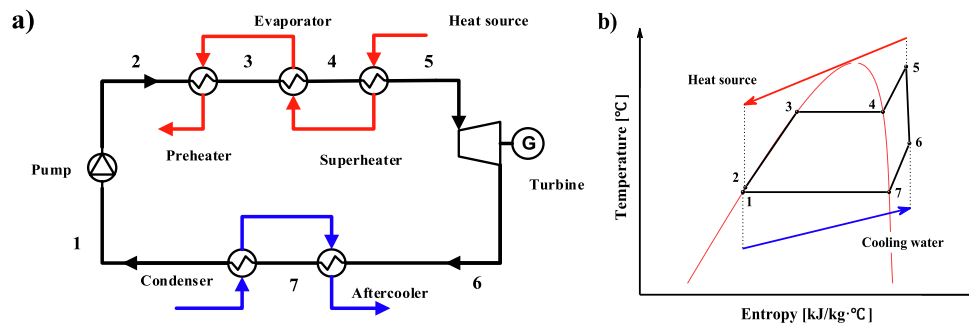 a)
Evaporator
Heat source
2
3
4
5
Preheater
Superheater
G
Turbine
Pump
1
Condenser
7
Aftercooler
6
b)
Temperature [℃]
Heat source
5
3
4
6
2
1
7
Cooling water
Entropy [kJ/kg·℃]